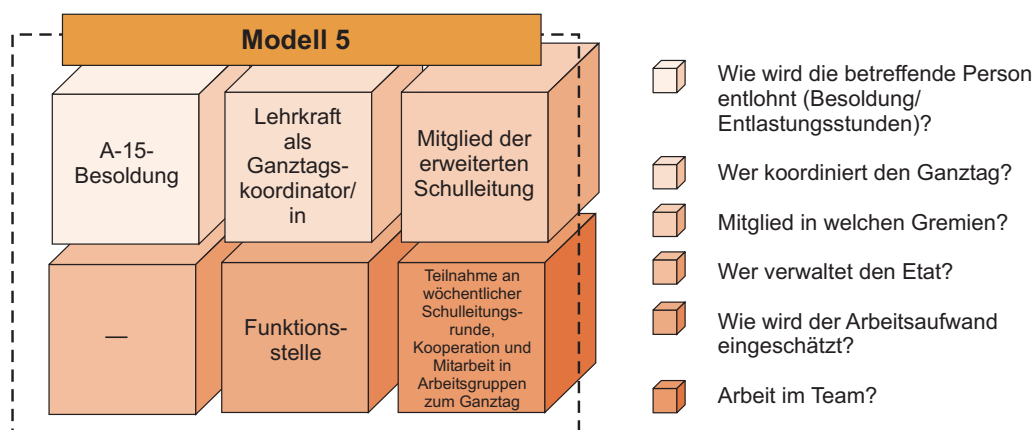 Modell 5
A-15-
Besoldung
Lehrkraft
als
Ganztags-
koordinator/
in
Mitglied der
erweiterten
Schulleitung
—
Funktions-
stelle
Teilnahme an
wöchentlicher
Schulleitungs-
runde,
Kooperation und
Mitarbeit in
Arbeitsgruppen
zum Ganztag
Wie wird die betreffende Person
entlohnt (Besoldung/
Entlastungsstunden)?
Wer koordiniert den Ganztag?
Mitglied in welchen Gremien?
Wer verwaltet den Etat?
Wie wird der Arbeitsaufwand
eingeschätzt?
Arbeit im Team?